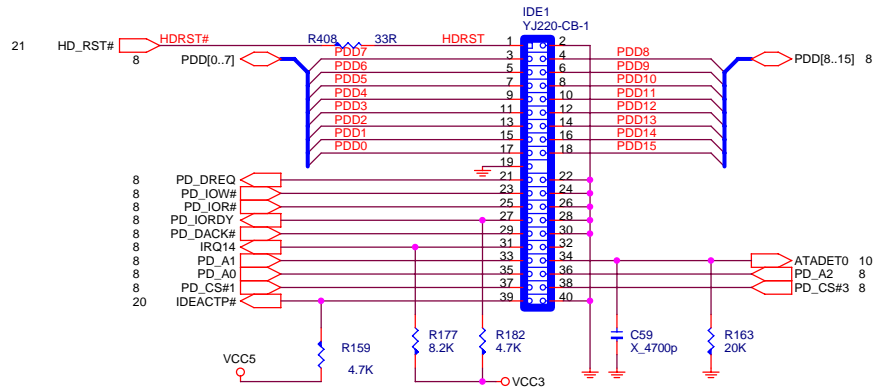 IDE1
YJ220-CB-1
21 HD_RST# HDRST# R408 33R HDRST 1 2
8 PDD[0..7] PDD7 3 4 PDD8 PDD[8..15] 8
PDD6 5 6 PDD9
PDD5 7 8 PDD10
PDD4 9 10 PDD11
PDD3 11 12 PDD12
PDD2 13 14 PDD13
PDD1 15 16 PDD14
PDD0 17 18 PDD15
19
8 PD_DREQ 21 22
8 PD_IOW# 23 24
8 PD_IOR# 25 26
8 PD_IORDY 27 28
8 PD_DACK# 29 30
8 IRQ14 31 32
8 PD_A1 33 34 ATADET0 10
8 PD_A0 35 36 PD_A2 8
8 PD_CS#1 37 38 PD_CS#3 8
20 IDEACTP# 39 40
R159
4.7K
R177
8.2K
R182
4.7K
C59
X_4700p
R163
20K
VCC5
VCC3